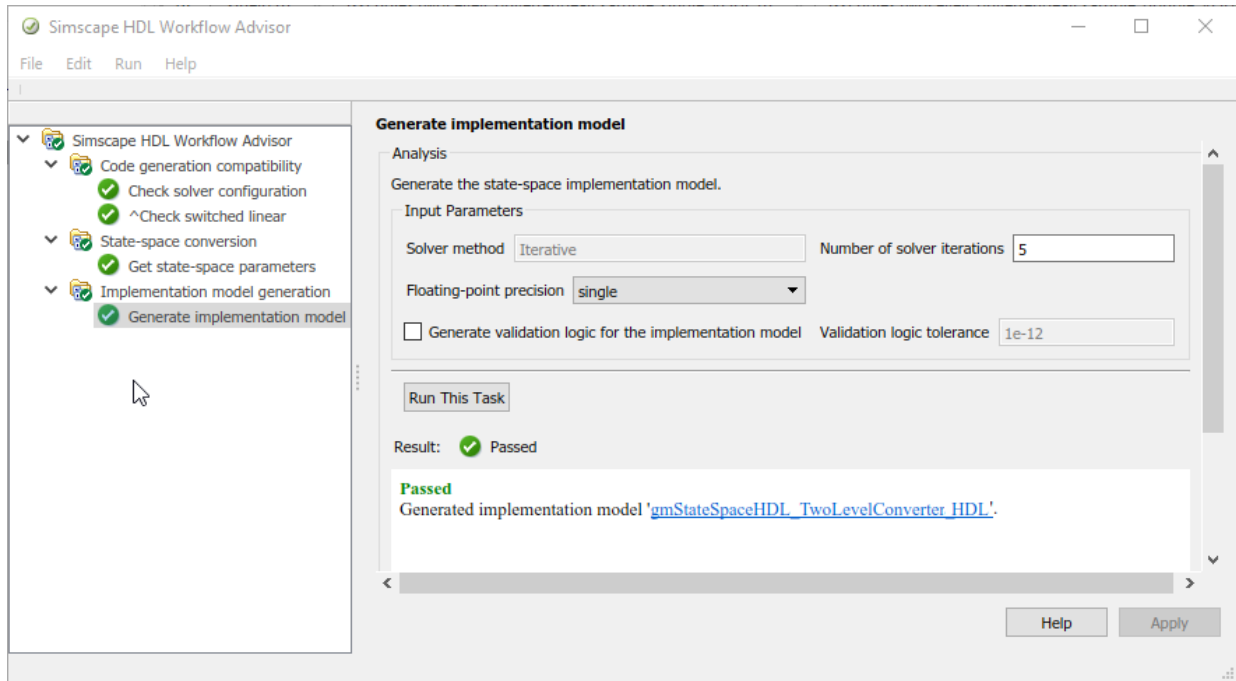 Simscape HDL Workflow Advisor
File Edit Run Help
Simscape HDL Workflow Advisor
Code generation compatibility
Check solver configuration
^Check switched linear
State-space conversion
Get state-space parameters
Implementation model generation
Generate implementation model
Generate implementation model
Analysis
Generate the state-space implementation model.
Input Parameters
Solver method Iterative Number of solver iterations 5
Floating-point precision single
Generate validation logic for the implementation model Validation logic tolerance 1e-12
Run This Task
Result: Passed
Passed
Generated implementation model 'gmStateSpaceHDL_TwoLevelConverter_HDL'.
Help Apply